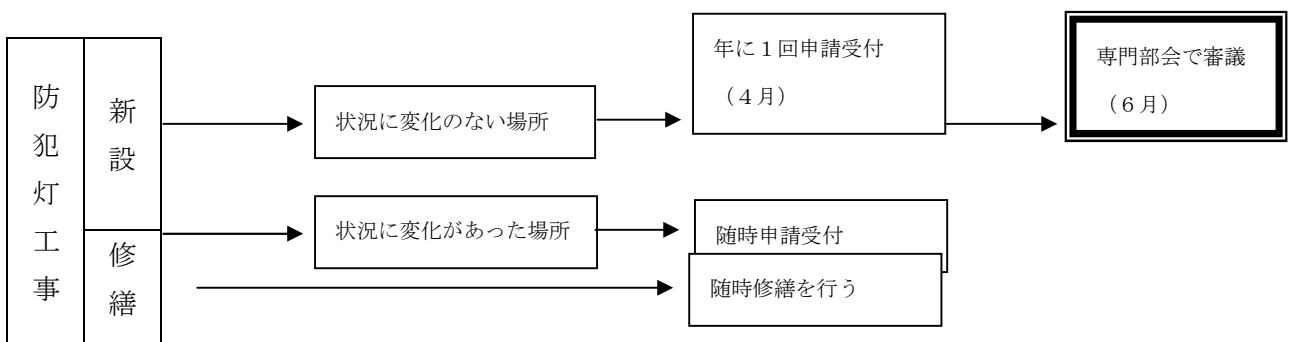 防犯灯工事
新設
修繕
状況に変化のない場所
年に１回申請受付
（４月）
専門部会で審議
（６月）
状況に変化があった場所
随時申請受付
随時修繕を行う